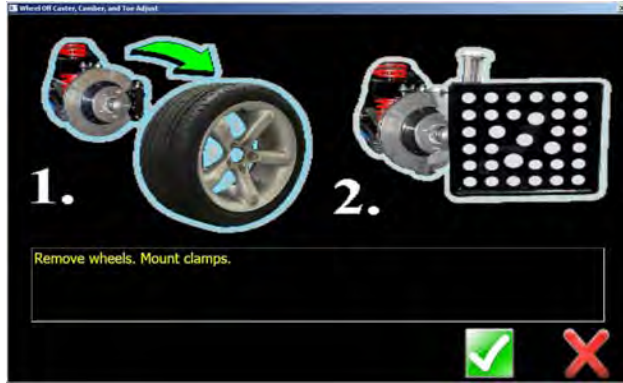 Wheel Off Caster, Camber, and Toe Adjust
1.
2.
Remove wheels. Mount clamps.